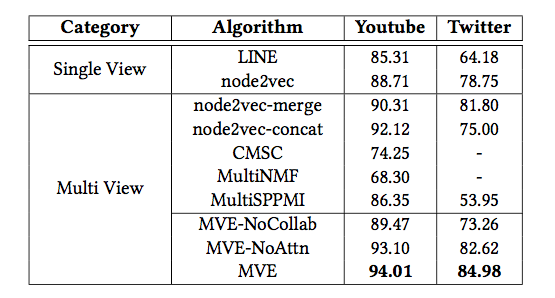 Category Algorithm Youtube Twitter
Single View
LINE 85.31 64.18
node2vec 88.71 78.75
Multi View
node2vec-merge 90.31 81.80
node2vec-concat 92.12 75.00
CMSC 74.25 -
MultiNMF 68.30 -
MultiSPPMI 86.35 53.95
MVE-NoCollab 89.47 73.26
MVE-NoAttn 93.10 82.62
MVE 94.01 84.98